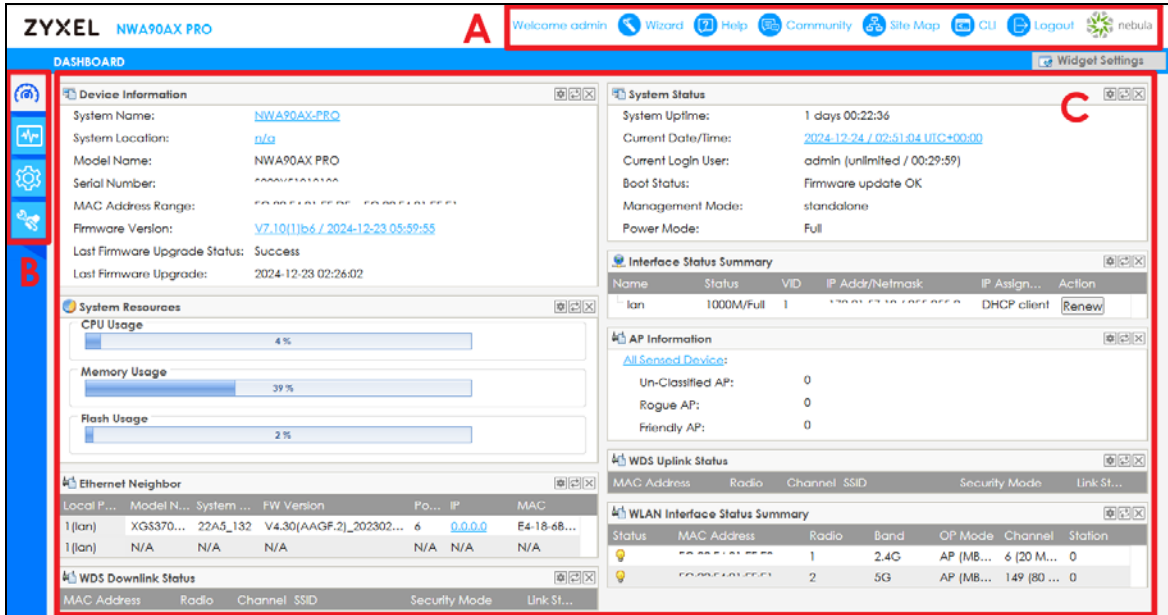 ZYXEL NWA90AX PRO
A
Welcome admin Wizard Help Community Site Map CLI Logout nebula
DASHBOARD
Widget Settings
Device Information
System Name: NWA90AX-PRO
System Location: n/a
Model Name: NWA90AX PRO
Serial Number:
MAC Address Range:
Firmware Version: V7.10(1)b6 / 2024-12-23 05:59:55
Last Firmware Upgrade Status: Success
Last Firmware Upgrade: 2024-12-23 02:26:02
B
System Resources
CPU Usage
4 %
Memory Usage
39 %
Flash Usage
2 %
Ethernet Neighbor
Local P... Model N... System ... FW Version Po... IP MAC
1(lan) XGS370... 22A5_132 V4.30(AAGF.2)_202302... 6 0.0.0.0 E4-18-6B...
1(lan) N/A N/A N/A N/A N/A N/A
WDS Downlink Status
MAC Address Radio Channel SSID Security Mode Link St...
System Status
C
System Uptime: 1 days 00:22:36
Current Date/Time: 2024-12-24 / 02:51:04 UTC+00:00
Current Login User: admin (unlimited / 00:29:59)
Boot Status: Firmware update OK
Management Mode: standalone
Power Mode: Full
Interface Status Summary
Name Status VID IP Addr/Netmask IP Assign... Action
lan 1000M/Full 1 DHCP client Renew
AP Information
All Sensed Device:
Un-Classified AP: 0
Rogue AP: 0
Friendly AP: 0
WDS Uplink Status
MAC Address Radio Channel SSID Security Mode Link St...
WLAN Interface Status Summary
Status MAC Address Radio Band OP Mode Channel Station
1 2.4G AP (MB... 6 (20 M... 0
2 5G AP (MB... 149 (80 ... 0